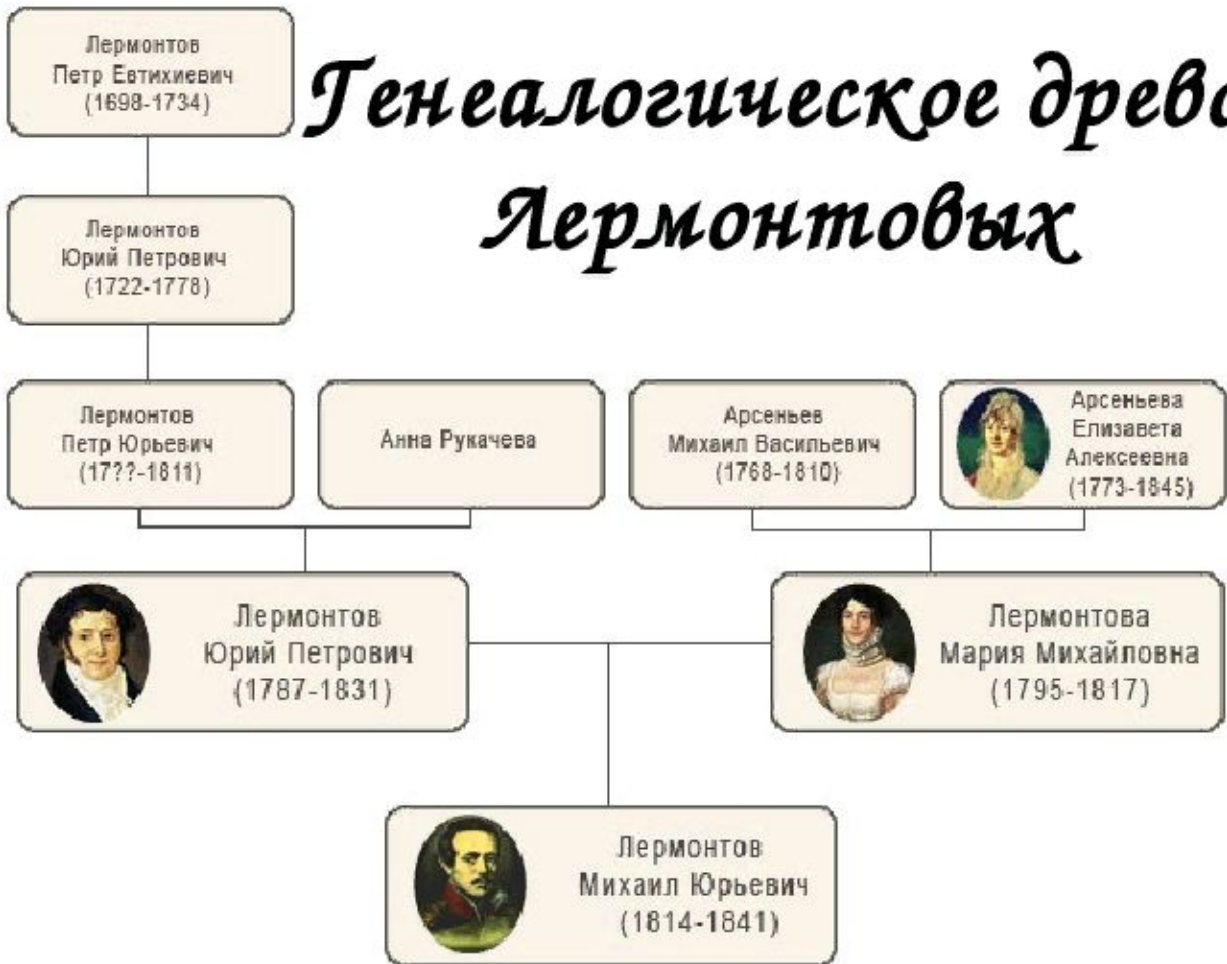 Лермонтов
Петр Евтихиевич
(1698-1734)
Генеалогическое древо
Лермонтовых
Лермонтов
Юрий Петрович
(1722-1778)
Лермонтов
Петр Юрьевич
(17??-1811)
Анна Рукачева
Арсеньев
Михаил Васильевич
(1768-1810)
Арсеньева
Елизавета
Алексеевна
(1773-1845)
Лермонтов
Юрий Петрович
(1787-1831)
Лермонтова
Мария Михайловна
(1795-1817)
Лермонтов
Михаил Юрьевич
(1814-1841)